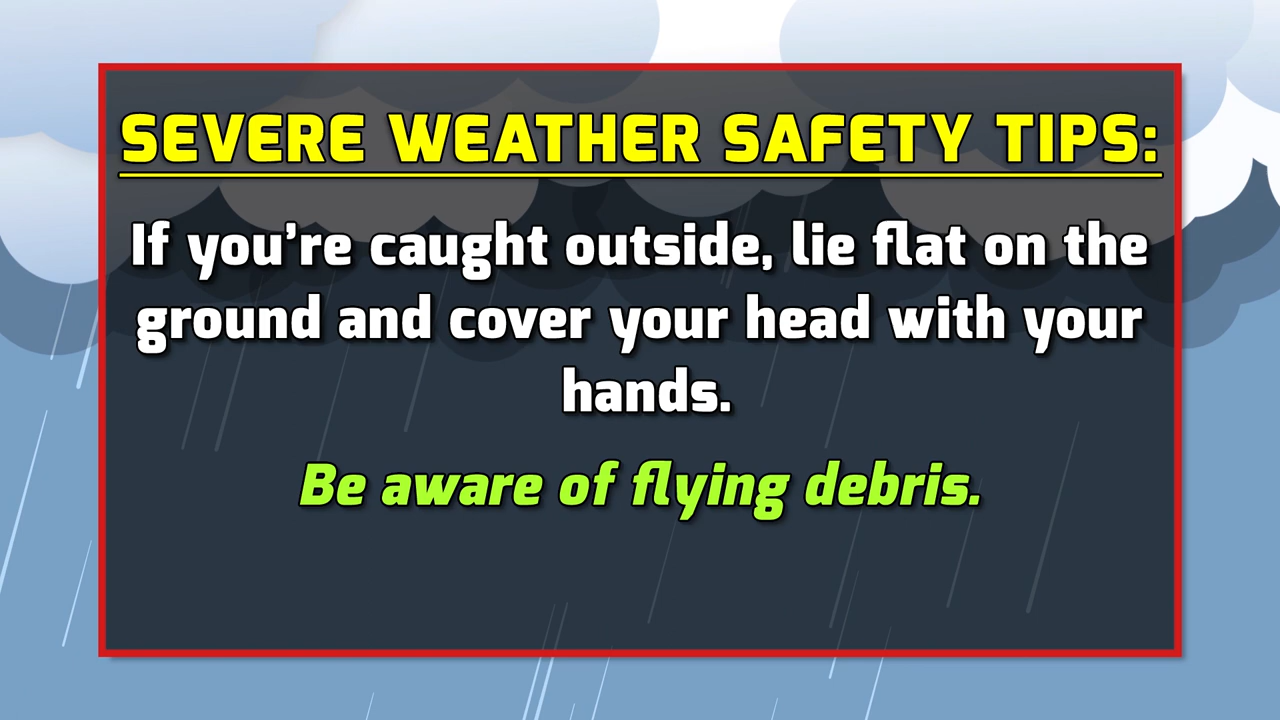 SEVERE WEATHER SAFETY TIPS:
If you’re caught outside, lie flat on the
ground and cover your head with your
hands.
Be aware of flying debris.